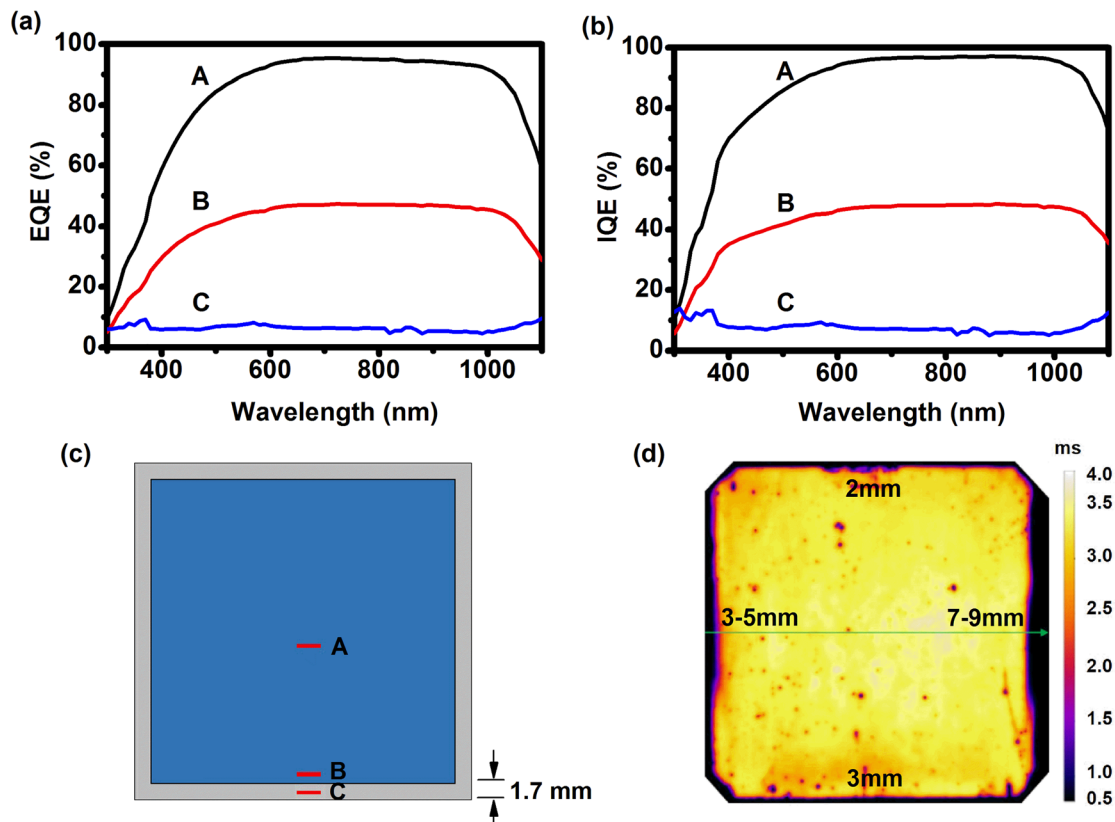 (a)
100
80
60
40
20
0
EQE (%)
A
B
C
400
600
800
1000
Wavelength (nm)
(b)
100
80
60
40
20
0
IQE (%)
A
B
C
400
600
800
1000
Wavelength (nm)
(c)
A
B
C
1.7 mm
(d)
2mm
3-5mm
7-9mm
3mm
ms
4.0
3.5
3.0
2.5
2.0
1.5
1.0
0.5